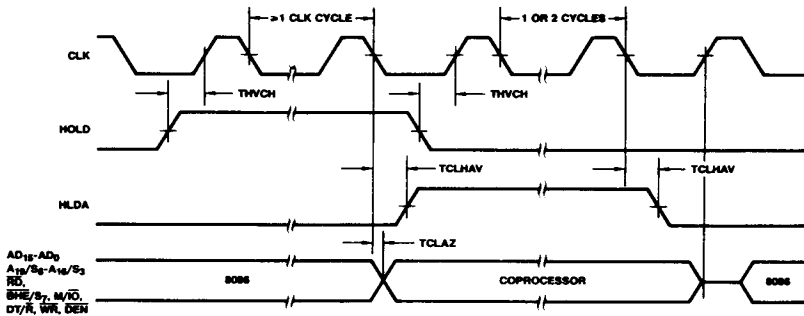 ≥1 CLK CYCLE
1 OR 2 CYCLES
CLK
THVCH
THVCH
HOLD
TCLHAV
TCLHAV
HLDA
TCLAZ
AD15-AD0
A19/S6-A16/S3
RD,
BHE/S7, M/IO,
DT/R, WR, DEN
8086
COPROCESSOR
8086